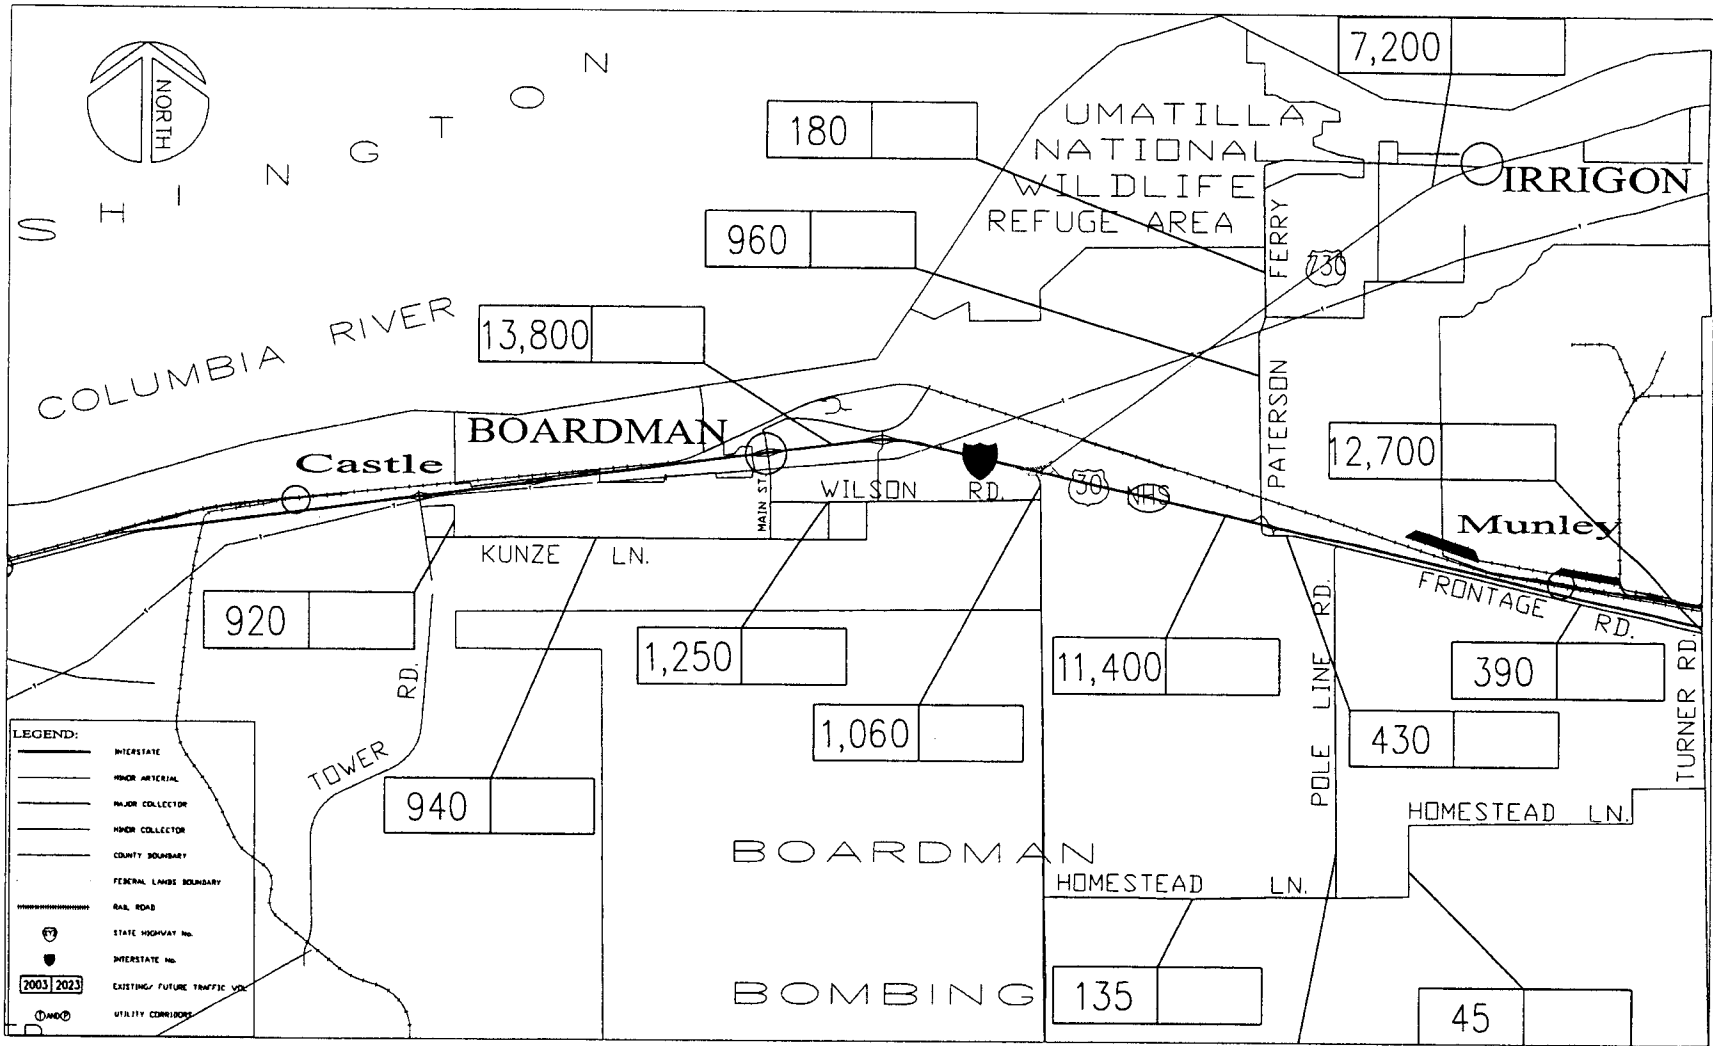 NORTH
S H I N G T O N
COLUMBIA RIVER
7,200
180
UMATILLA
NATIONAL
WILDLIFE
REFUGE AREA
IRRIGON
960
FERRY
730
13,800
PATERSON
BOARDMAN
Castle
12,700
WILSON RD.
MAIN ST.
30
NHS
Munley
KUNZE LN.
FRONTAGE RD.
920
1,250
11,400
390
RD.
TOWER
POLE LINE RD.
TURNER RD.
1,060
430
940
HOMESTEAD LN.
BOARDMAN
HOMESTEAD LN.
BOMBING
135
45
LEGEND:
INTERSTATE
MINOR ARTERIAL
MAJOR COLLECTOR
MINOR COLLECTOR
COUNTY BOUNDARY
FEDERAL LANDS BOUNDARY
RAIL ROAD
STATE HIGHWAY No.
INTERSTATE No.
2003 2023 EXISTING/ FUTURE TRAFFIC VOL
T AND P UTILITY CORRIDORS